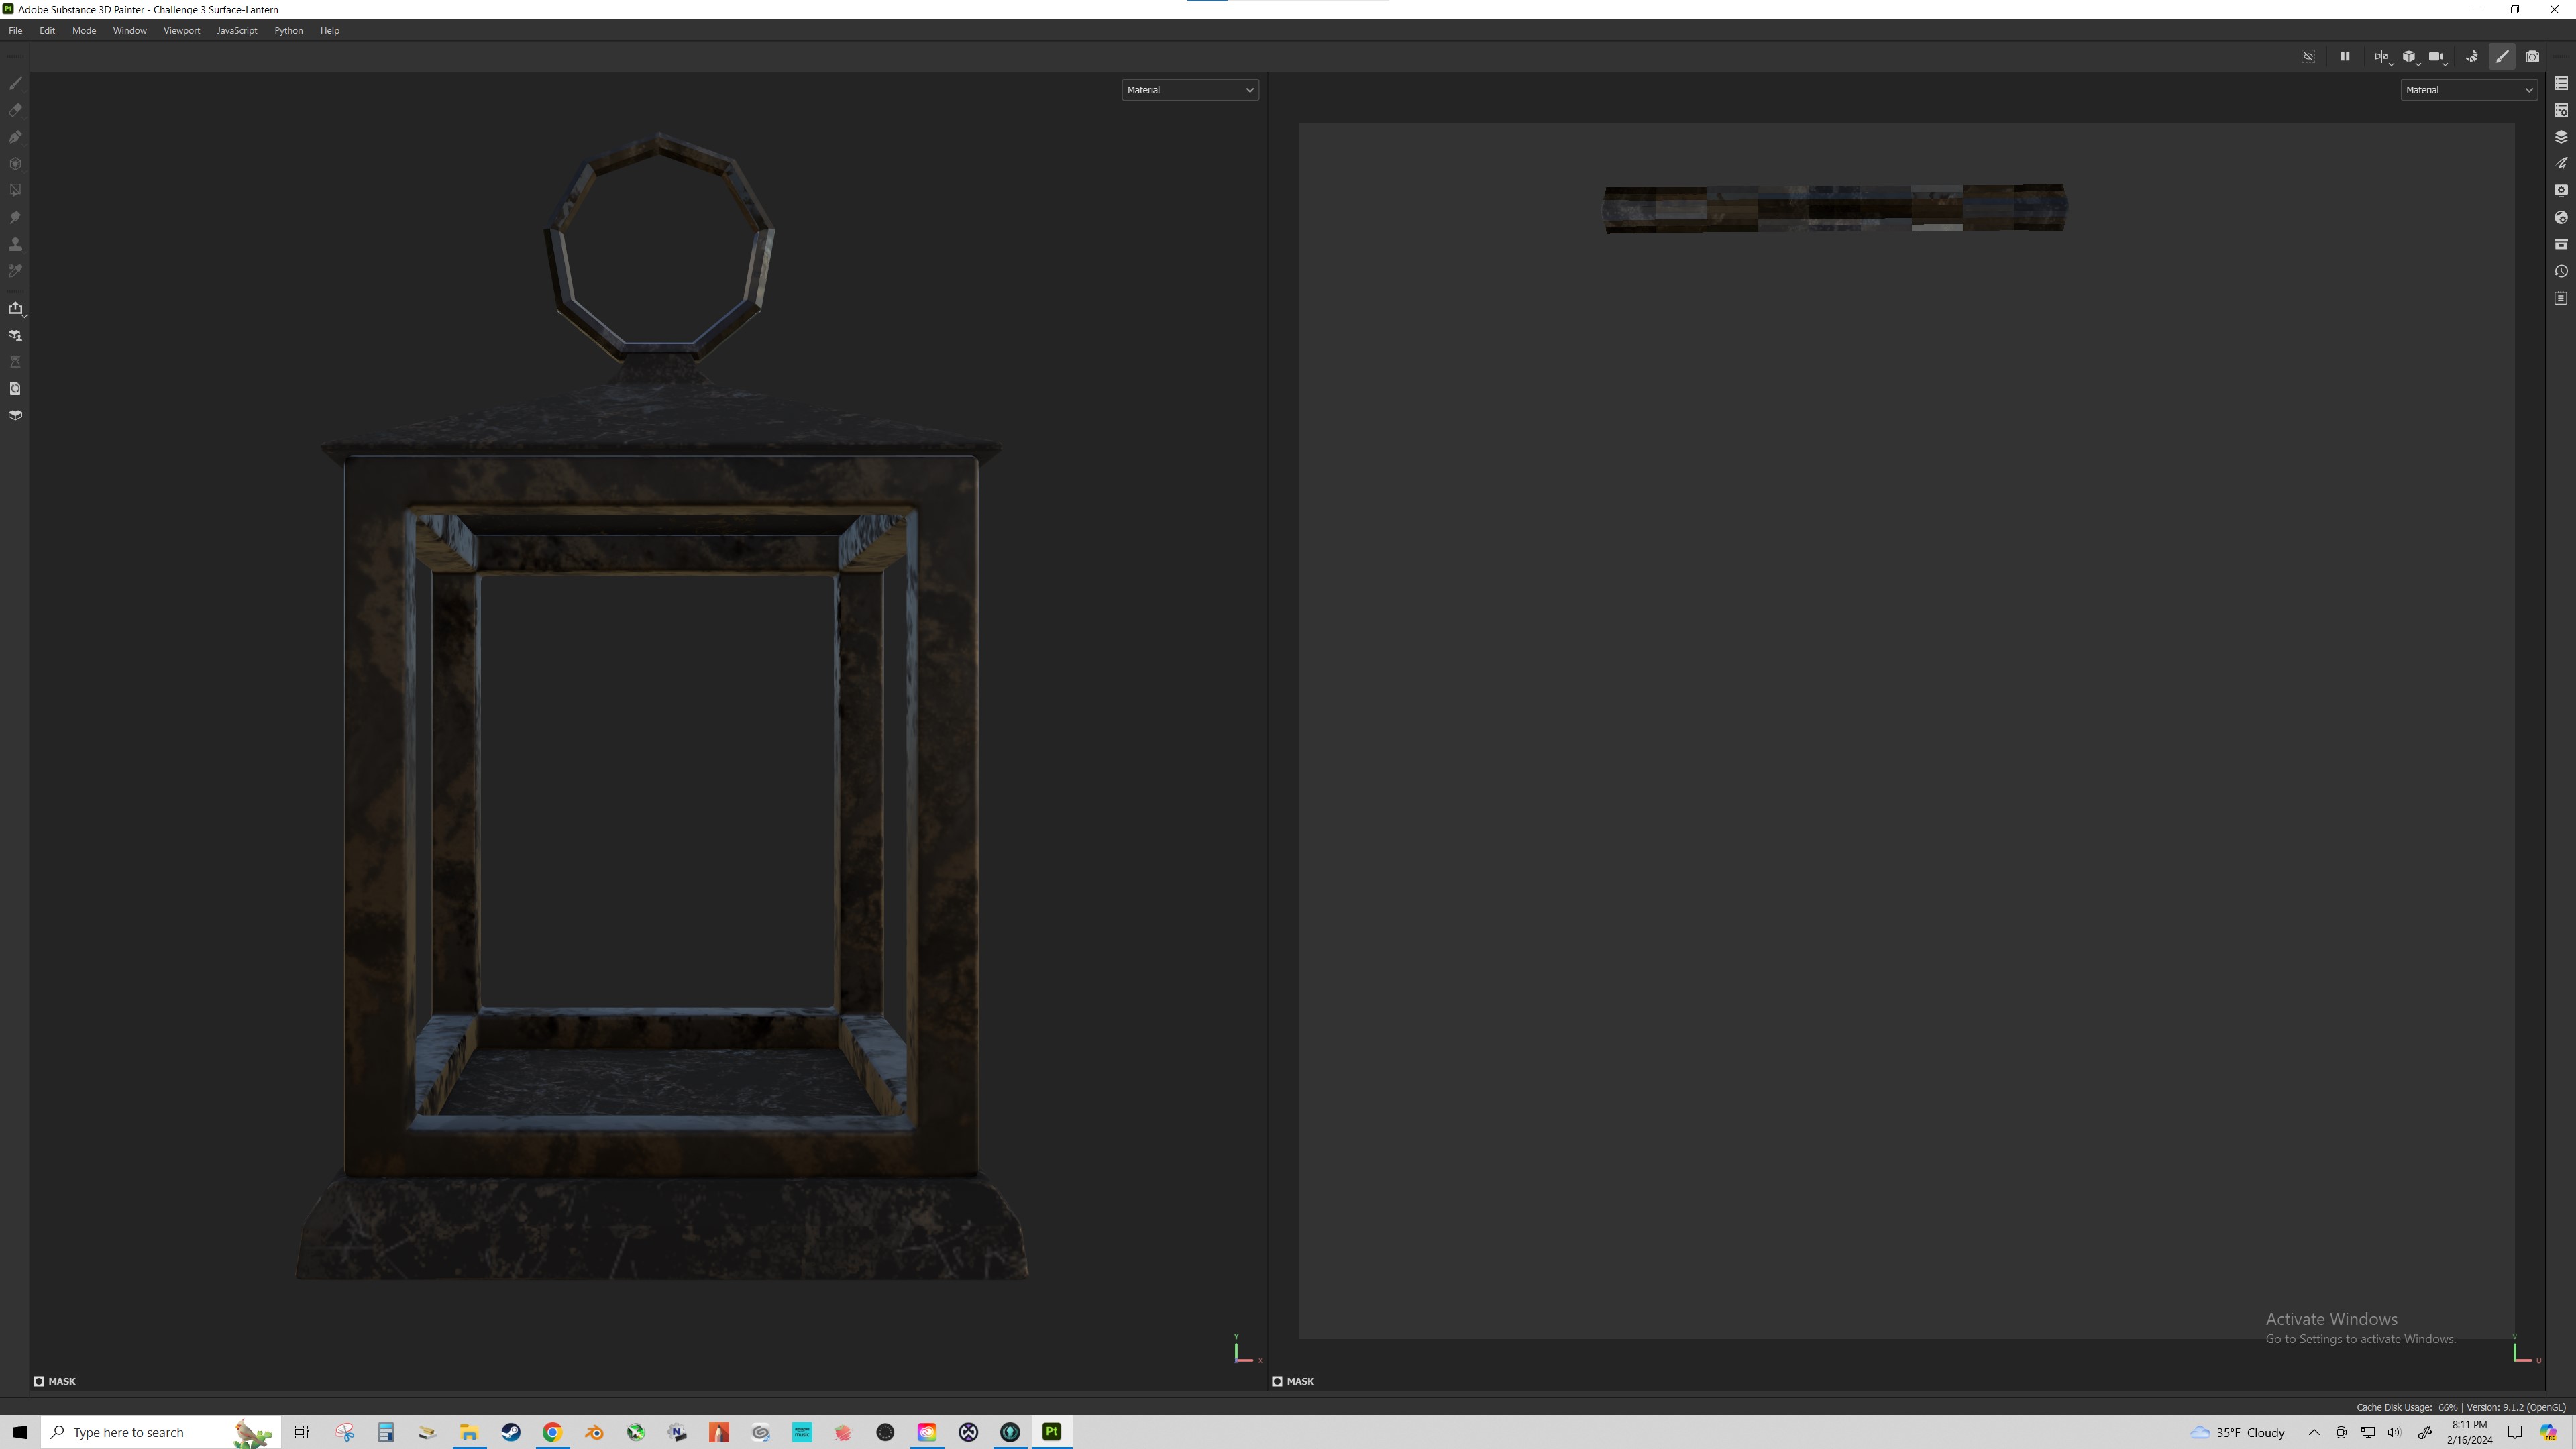 Pt Adobe Substance 3D Painter - Challenge 3 Surface-Lantern
File Edit Mode Window Viewport JavaScript Python Help
Material
Material
Y
X
Activate Windows
Go to Settings to activate Windows.
V
U
MASK
MASK
Cache Disk Usage: 66% | Version: 9.1.2 (OpenGL)
Type here to search
Pt
35°F Cloudy
8:11 PM
2/16/2024